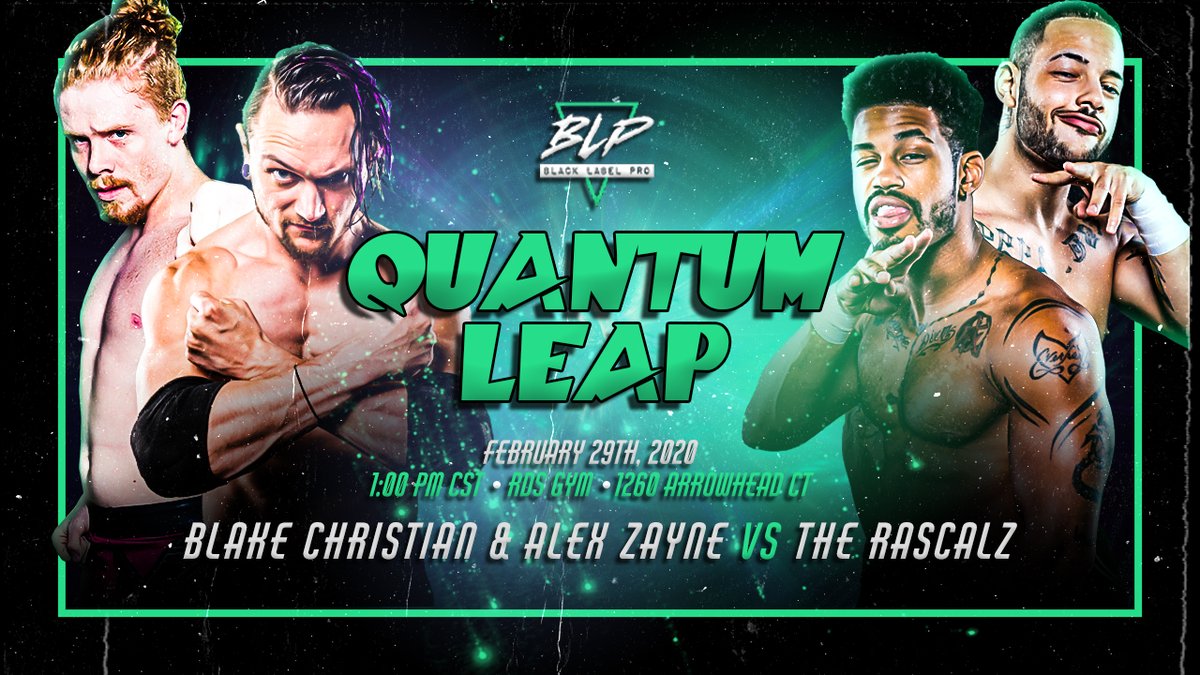 BLP
BLACK LABEL PRO
QUANTUM
LEAP
FEBRUARY 29TH, 2020
1:00 PM CST • RDS GYM • 1260 ARROWHEAD CT
BLAKE CHRISTIAN & ALEX ZAYNE VS THE RASCALZ